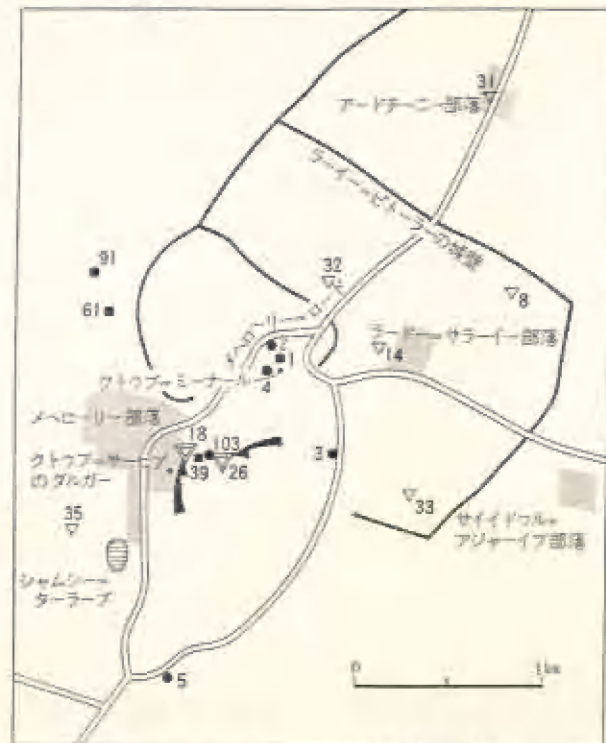 31
アードチーニー部落
ラーイー=ピトーラーの城壁
91
32
8
61
メヘローリー=ロード
ラードー=サラーイー部落
2
1
14
クトゥブ=ミーナール
4
メヘローリー部落
18
103
3
クトゥブ=サーヒブ
のダルガー
39
26
33
35
サイイドゥル=
アジャーイブ部落
シャムシー=
ターラーブ
0
1km
5